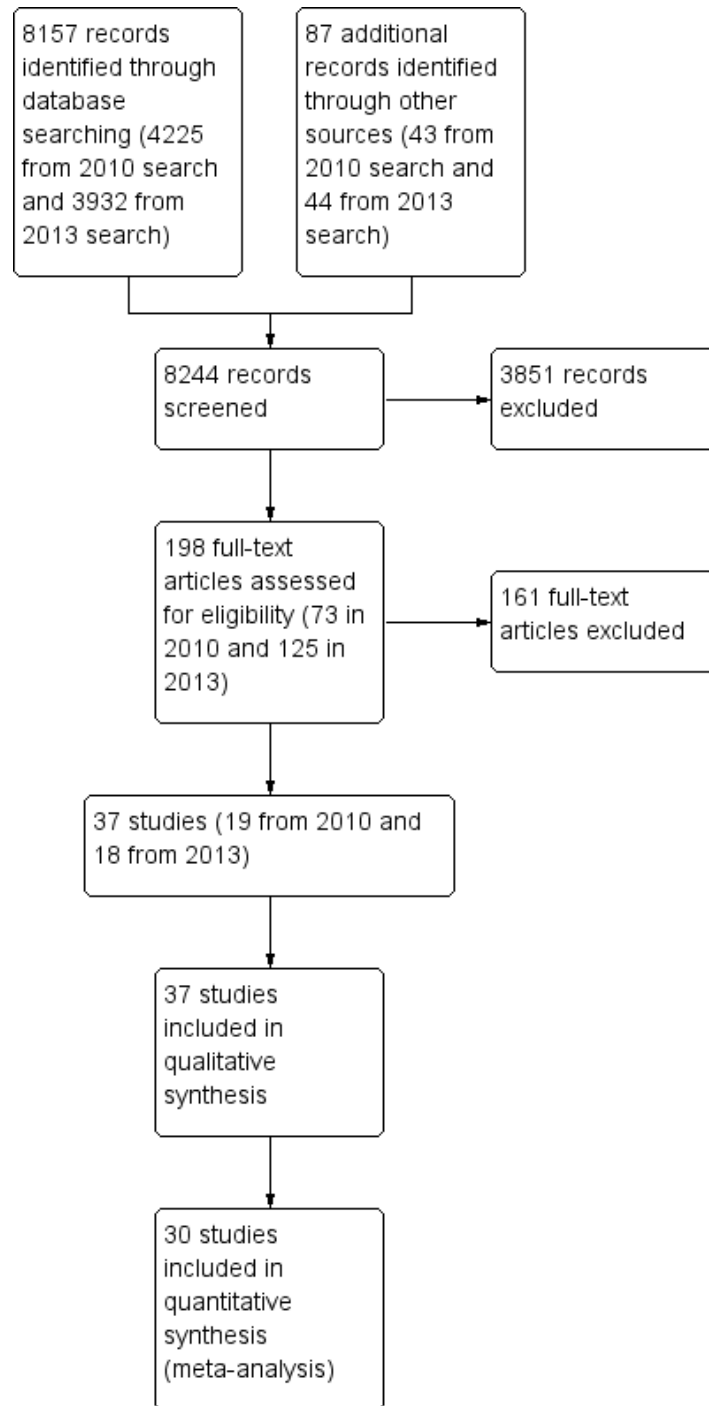 8157 records
identified through
database
searching (4225
from 2010 search
and 3932 from
2013 search)
87 additional
records identified
through other
sources (43 from
2010 search and
44 from 2013
search)
8244 records
screened
3851 records
excluded
198 full-text
articles assessed
for eligibility (73 in
2010 and 125 in
2013)
161 full-text
articles excluded
37 studies (19 from 2010 and
18 from 2013)
37 studies
included in
qualitative
synthesis
30 studies
included in
quantitative
synthesis
(meta-analysis)